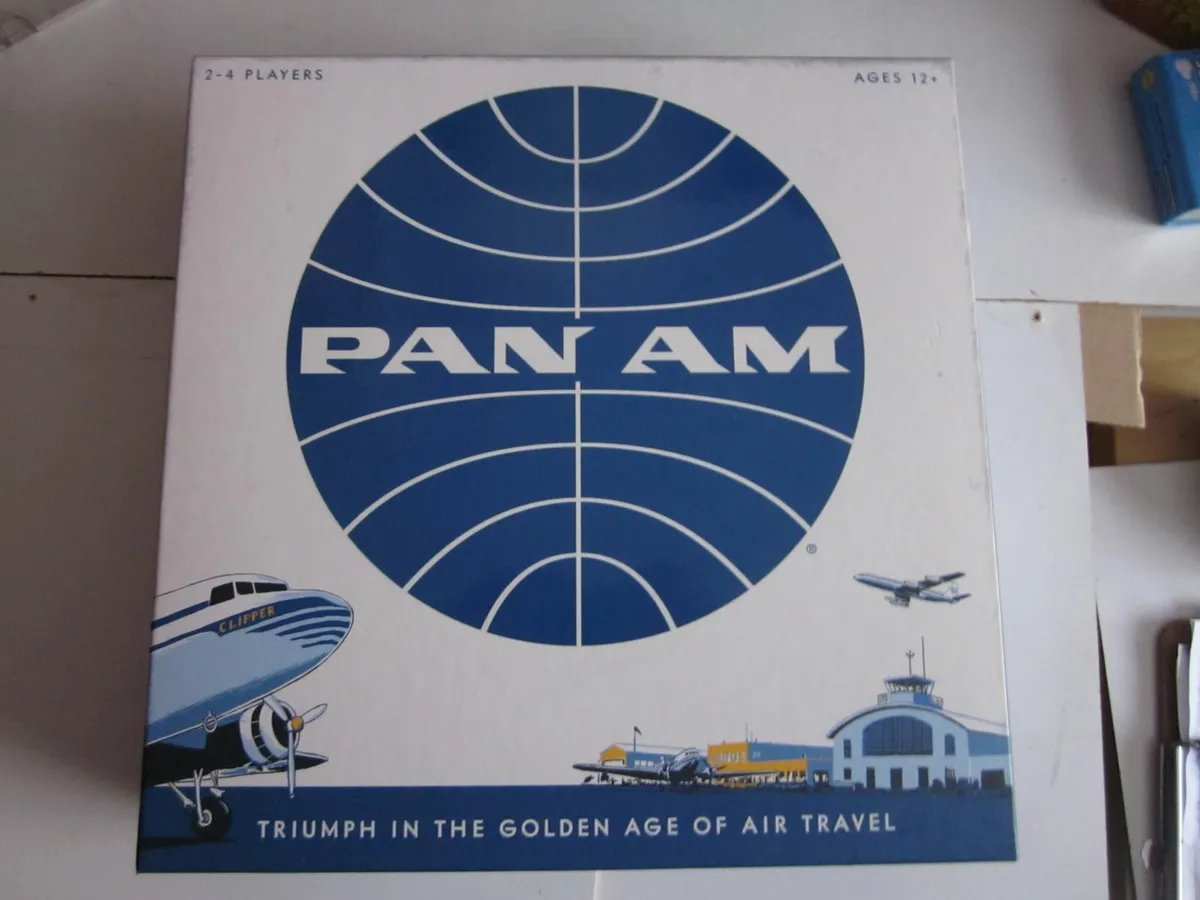 2-4 PLAYERS
AGES 12+
PAN AM
®
CLIPPER
TRIUMPH IN THE GOLDEN AGE OF AIR TRAVEL